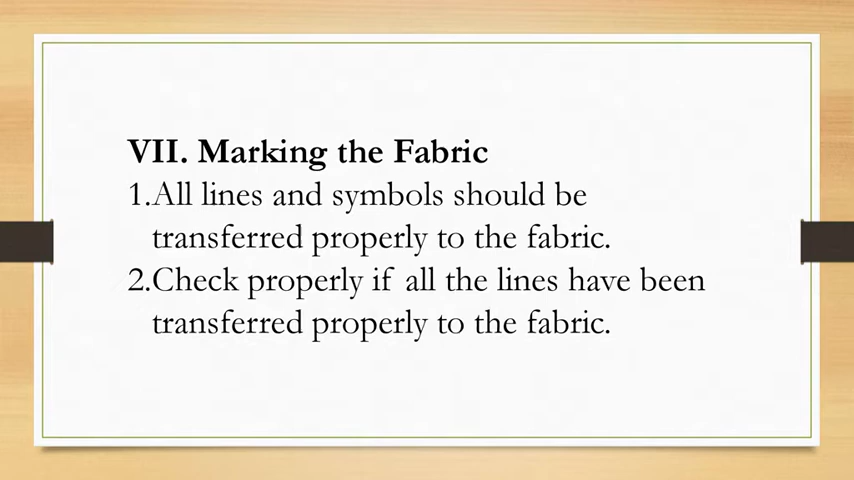 VII. Marking the Fabric
1.All lines and symbols should be
transferred properly to the fabric.
2.Check properly if all the lines have been
transferred properly to the fabric.